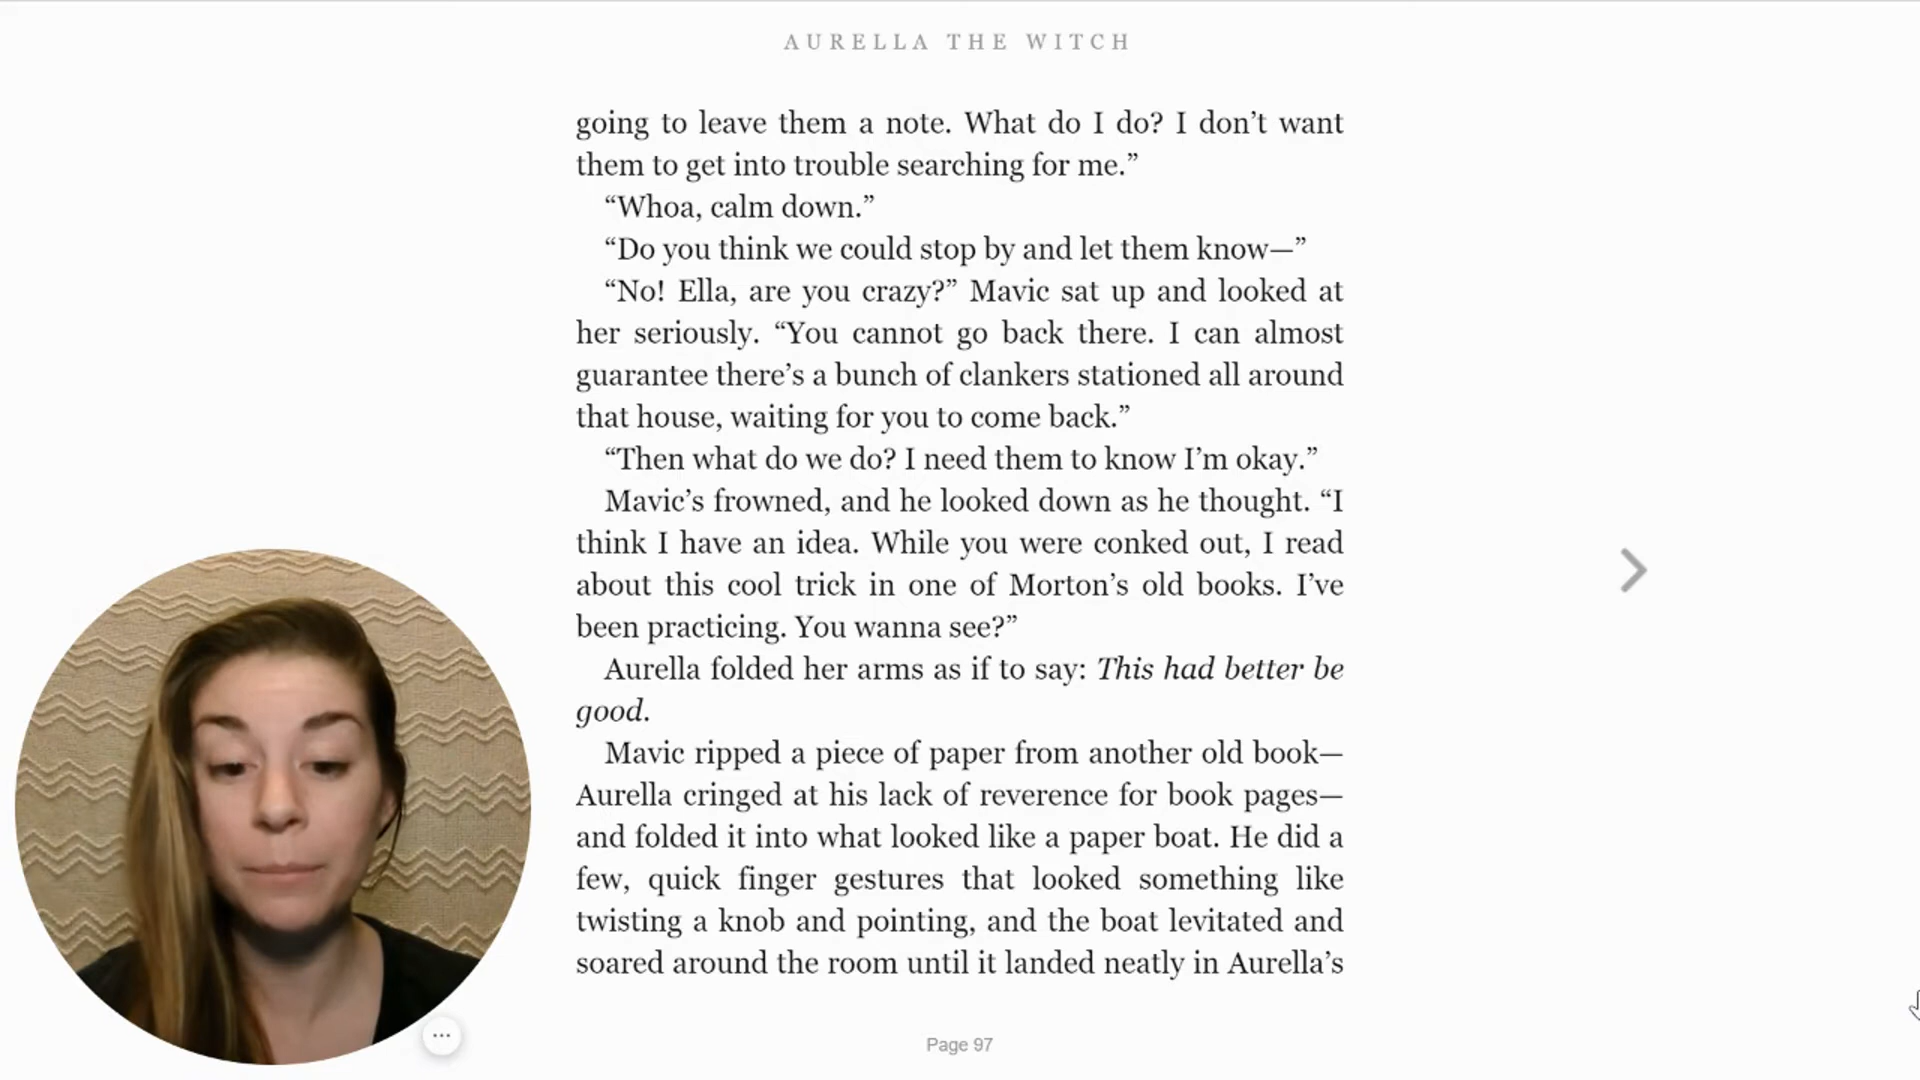 AURELLA THE WITCH
going to leave them a note. What do I do? I don’t want
them to get into trouble searching for me.”
“Whoa, calm down.”
“Do you think we could stop by and let them know—”
“No! Ella, are you crazy?” Mavic sat up and looked at
her seriously. “You cannot go back there. I can almost
guarantee there’s a bunch of clankers stationed all around
that house, waiting for you to come back.”
“Then what do we do? I need them to know I’m okay.”
Mavic’s frowned, and he looked down as he thought. “I
think I have an idea. While you were conked out, I read
about this cool trick in one of Morton’s old books. I’ve
been practicing. You wanna see?”
Aurella folded her arms as if to say: This had better be
good.
Mavic ripped a piece of paper from another old book—
Aurella cringed at his lack of reverence for book pages—
and folded it into what looked like a paper boat. He did a
few, quick finger gestures that looked something like
twisting a knob and pointing, and the boat levitated and
soared around the room until it landed neatly in Aurella’s
Page 97